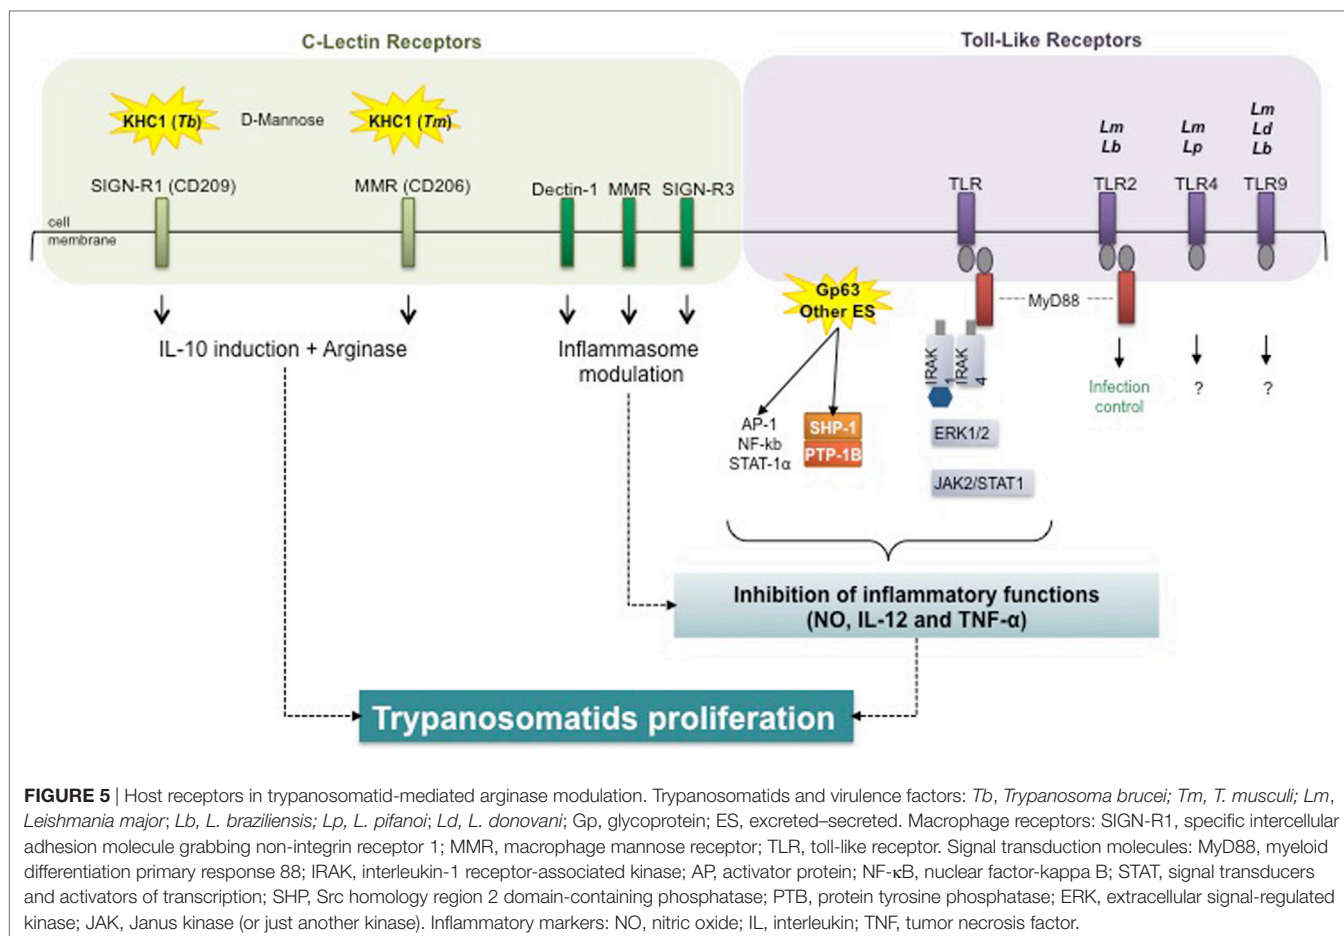 C-Lectin Receptors
Toll-Like Receptors
KHC1 (Tb)
D-Mannose
KHC1 (Tm)
Lm
Lb
Lm
Lp
Lm
Ld
Lb
SIGN-R1 (CD209)
MMR (CD206)
Dectin-1
MMR
SIGN-R3
TLR
TLR2
TLR4
TLR9
cell
membrane
Gp63
Other ES
MyD88
IL-10 induction + Arginase
Inflammasome
modulation
IRAK
1
IRAK
4
Infection
control
?
?
AP-1
NF-kb
STAT-1α
SHP-1
PTP-1B
ERK1/2
JAK2/STAT1
Inhibition of inflammatory functions
(NO, IL-12 and TNF-α)
Trypanosomatids proliferation
FIGURE 5 | Host receptors in trypanosomatid-mediated arginase modulation. Trypanosomatids and virulence factors: Tb, Trypanosoma brucei; Tm, T. musculi; Lm,
Leishmania major; Lb, L. braziliensis; Lp, L. pifanoi; Ld, L. donovani; Gp, glycoprotein; ES, excreted–secreted. Macrophage receptors: SIGN-R1, specific intercellular
adhesion molecule grabbing non-integrin receptor 1; MMR, macrophage mannose receptor; TLR, toll-like receptor. Signal transduction molecules: MyD88, myeloid
differentiation primary response 88; IRAK, interleukin-1 receptor-associated kinase; AP, activator protein; NF-κB, nuclear factor-kappa B; STAT, signal transducers
and activators of transcription; SHP, Src homology region 2 domain-containing phosphatase; PTB, protein tyrosine phosphatase; ERK, extracellular signal-regulated
kinase; JAK, Janus kinase (or just another kinase). Inflammatory markers: NO, nitric oxide; IL, interleukin; TNF, tumor necrosis factor.